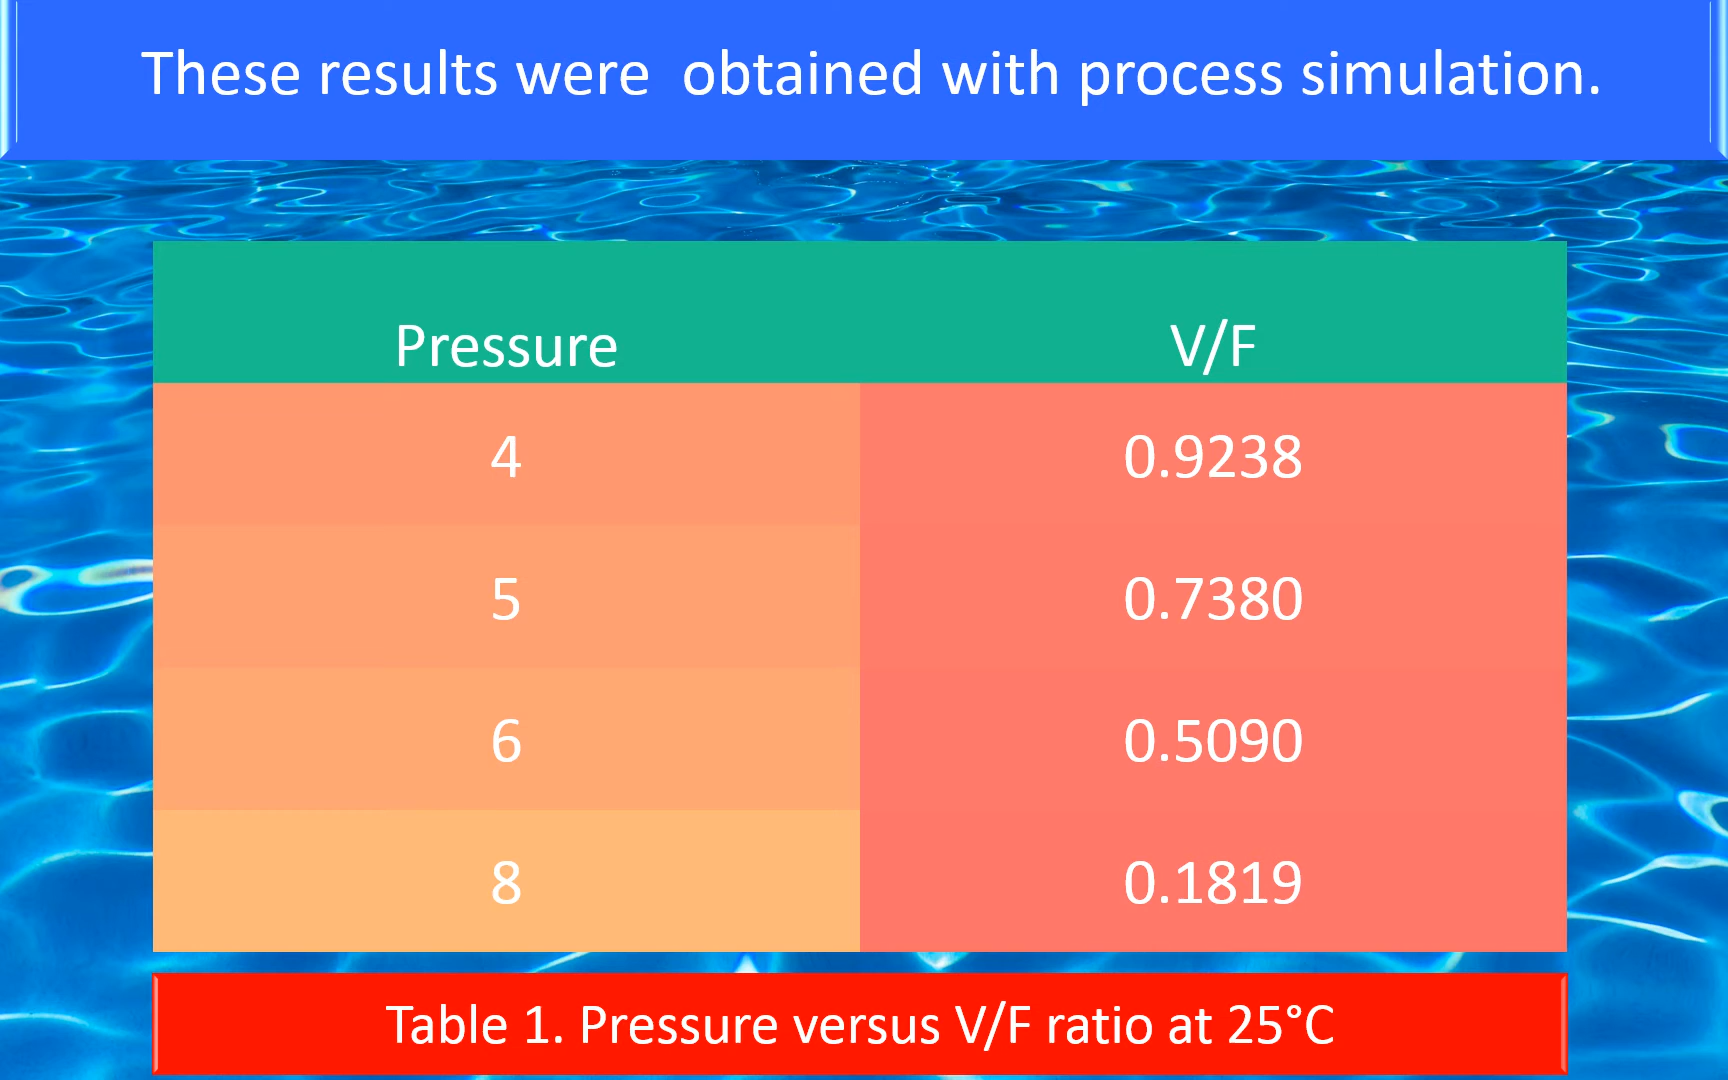 These results were  obtained with process simulation.
Pressure V/F
4 0.9238
5 0.7380
6 0.5090
8 0.1819
Table 1. Pressure versus V/F ratio at 25°C